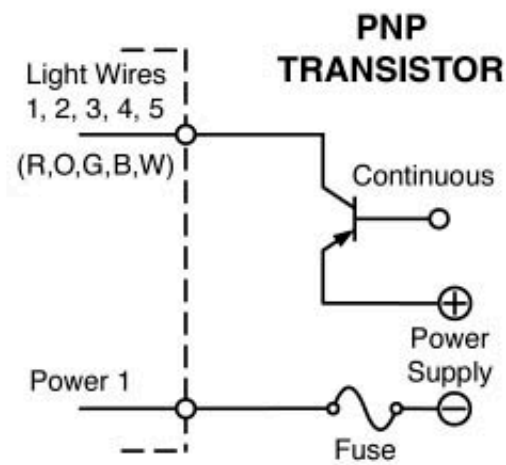 PNP
TRANSISTOR
Light Wires
1, 2, 3, 4, 5
(R,O,G,B,W)
Continuous
+
Power
Supply
Power 1
−
Fuse